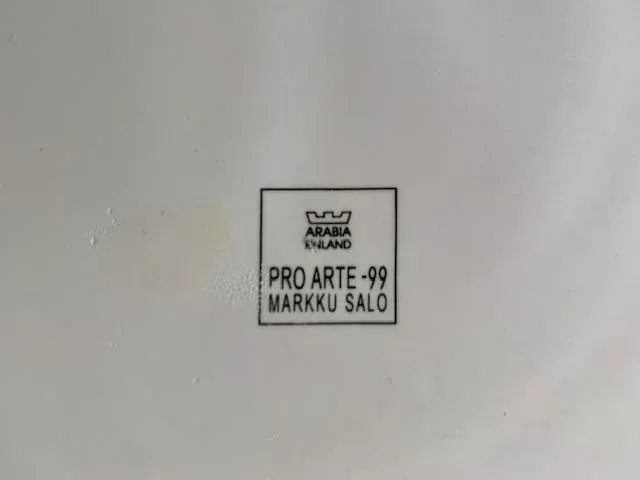 ARABIA
FINLAND
PRO ARTE -99
MARKKU SALO